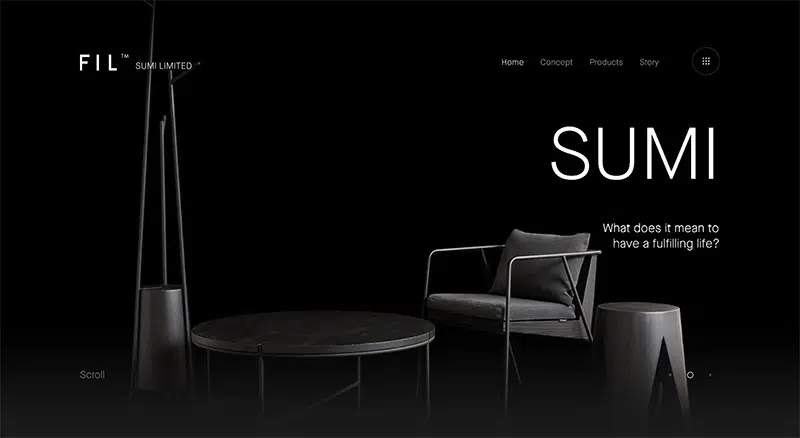 FIL™ SUMI LIMITED
Home Concept Products Story
SUMI
What does it mean to
have a fulfilling life?
Scroll